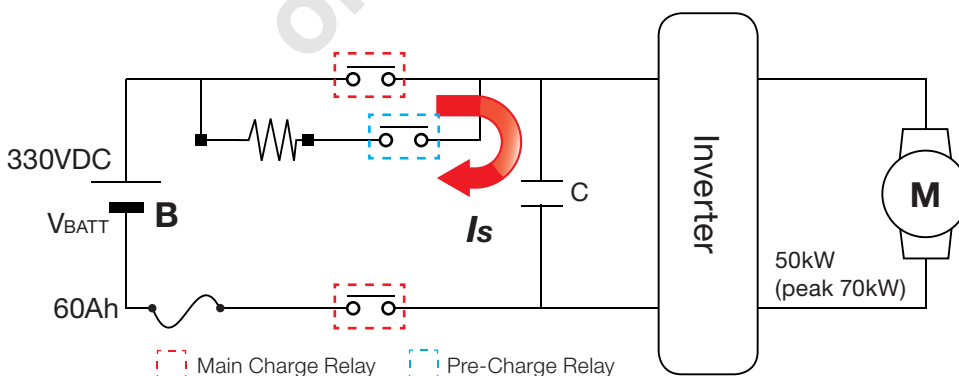 330VDC
VBATT
B
60Ah
Is
C
Inverter
M
50kW
(peak 70kW)
Main Charge Relay
Pre-Charge Relay